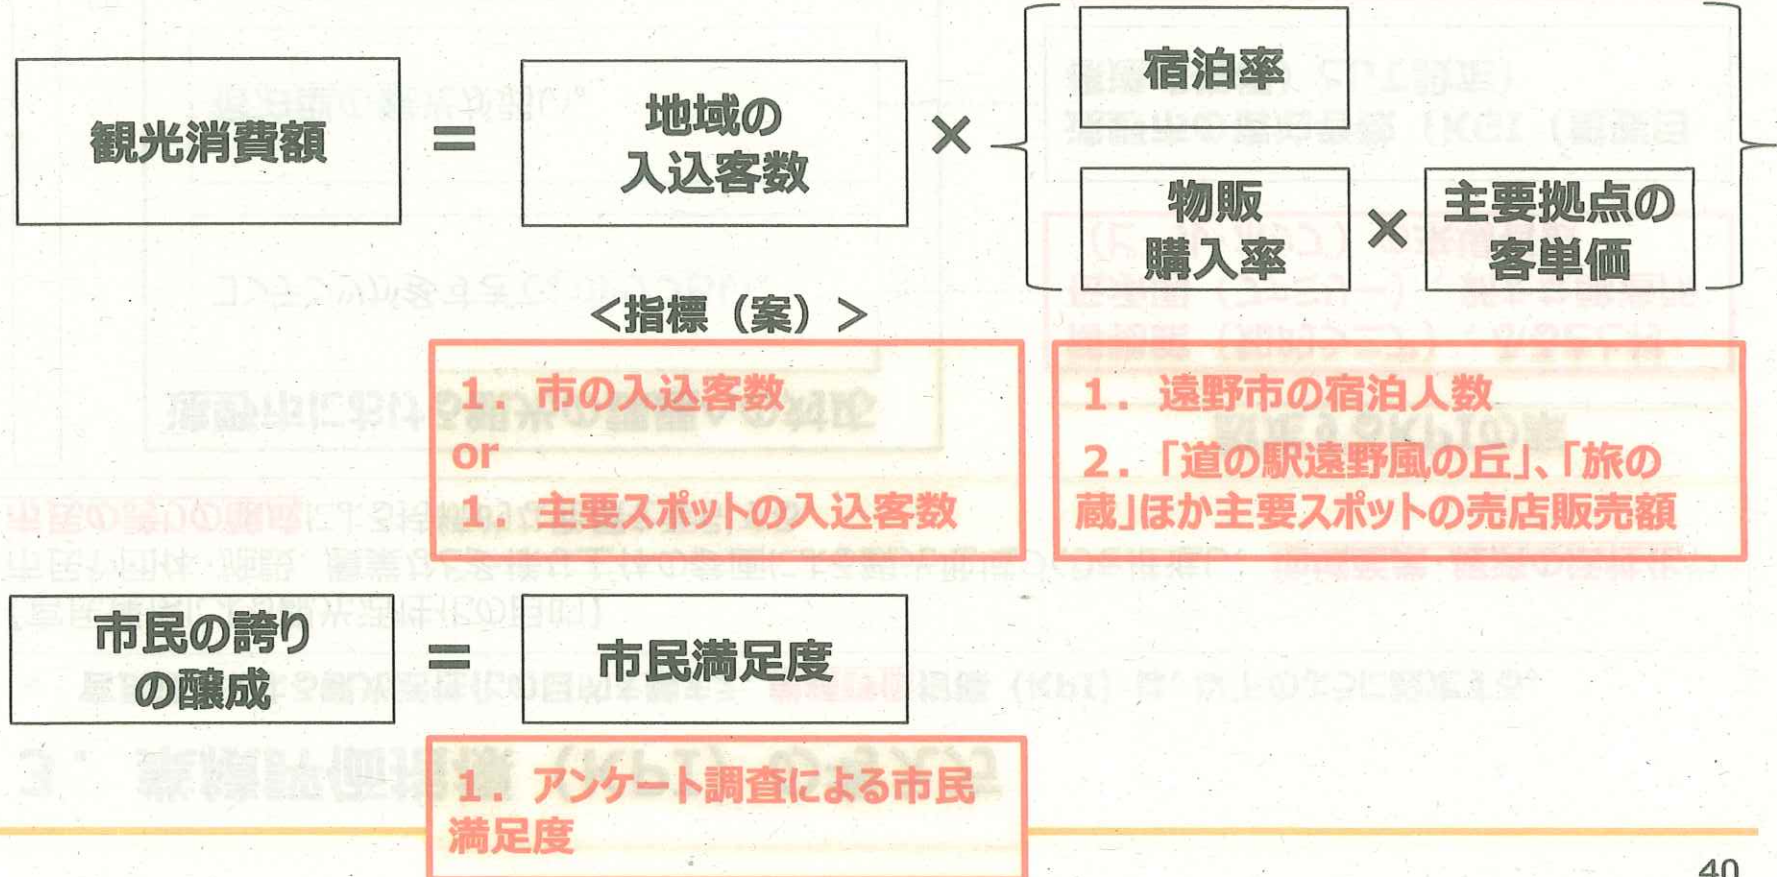 観光消費額
＝
地域の
入込客数
×
宿泊率
物販
購入率
×
主要拠点の
客単価
＜指標（案）＞
1. 市の入込客数
or
1. 主要スポットの入込客数
1. 遠野市の宿泊人数
2.「道の駅遠野風の丘」、「旅の
蔵」ほか主要スポットの売店販売額
市民の誇り
の醸成
＝
市民満足度
1. アンケート調査による市民
満足度
40